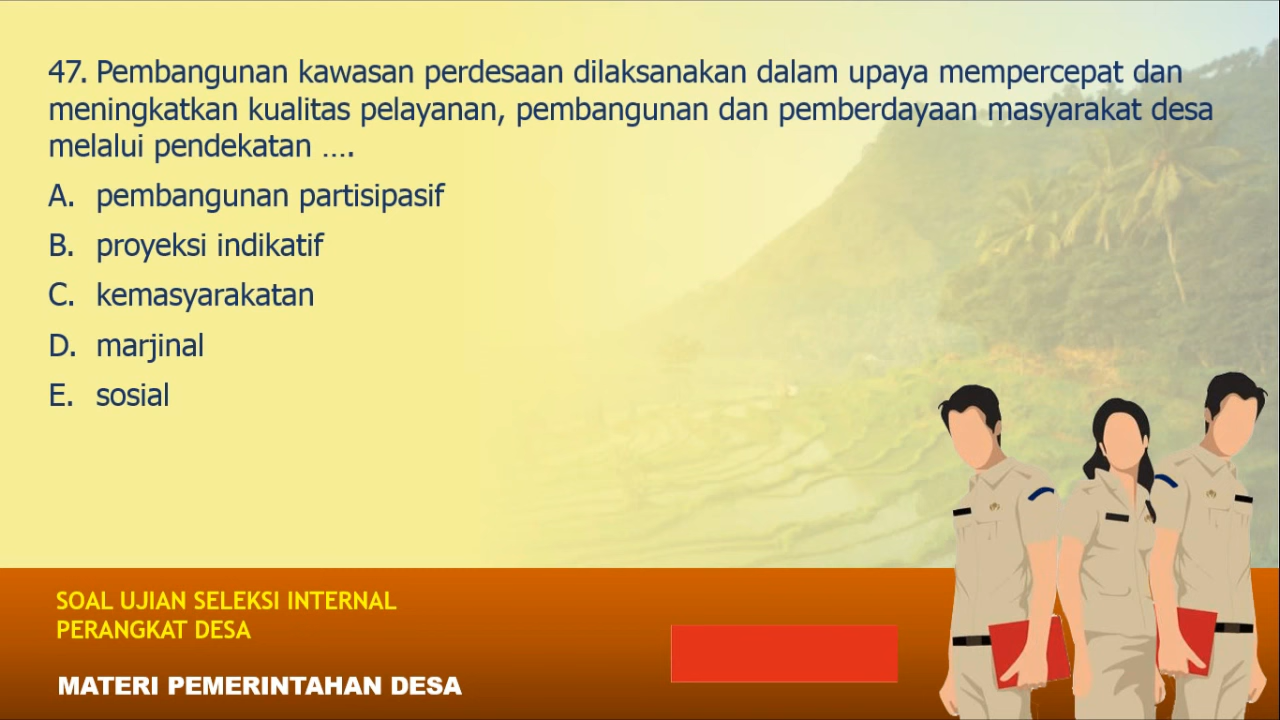 47. Pembangunan kawasan perdesaan dilaksanakan dalam upaya mempercepat dan
meningkatkan kualitas pelayanan, pembangunan dan pemberdayaan masyarakat desa
melalui pendekatan ….
A. pembangunan partisipasif
B. proyeksi indikatif
C. kemasyarakatan
D. marjinal
E. sosial
SOAL UJIAN SELEKSI INTERNAL
PERANGKAT DESA
MATERI PEMERINTAHAN DESA